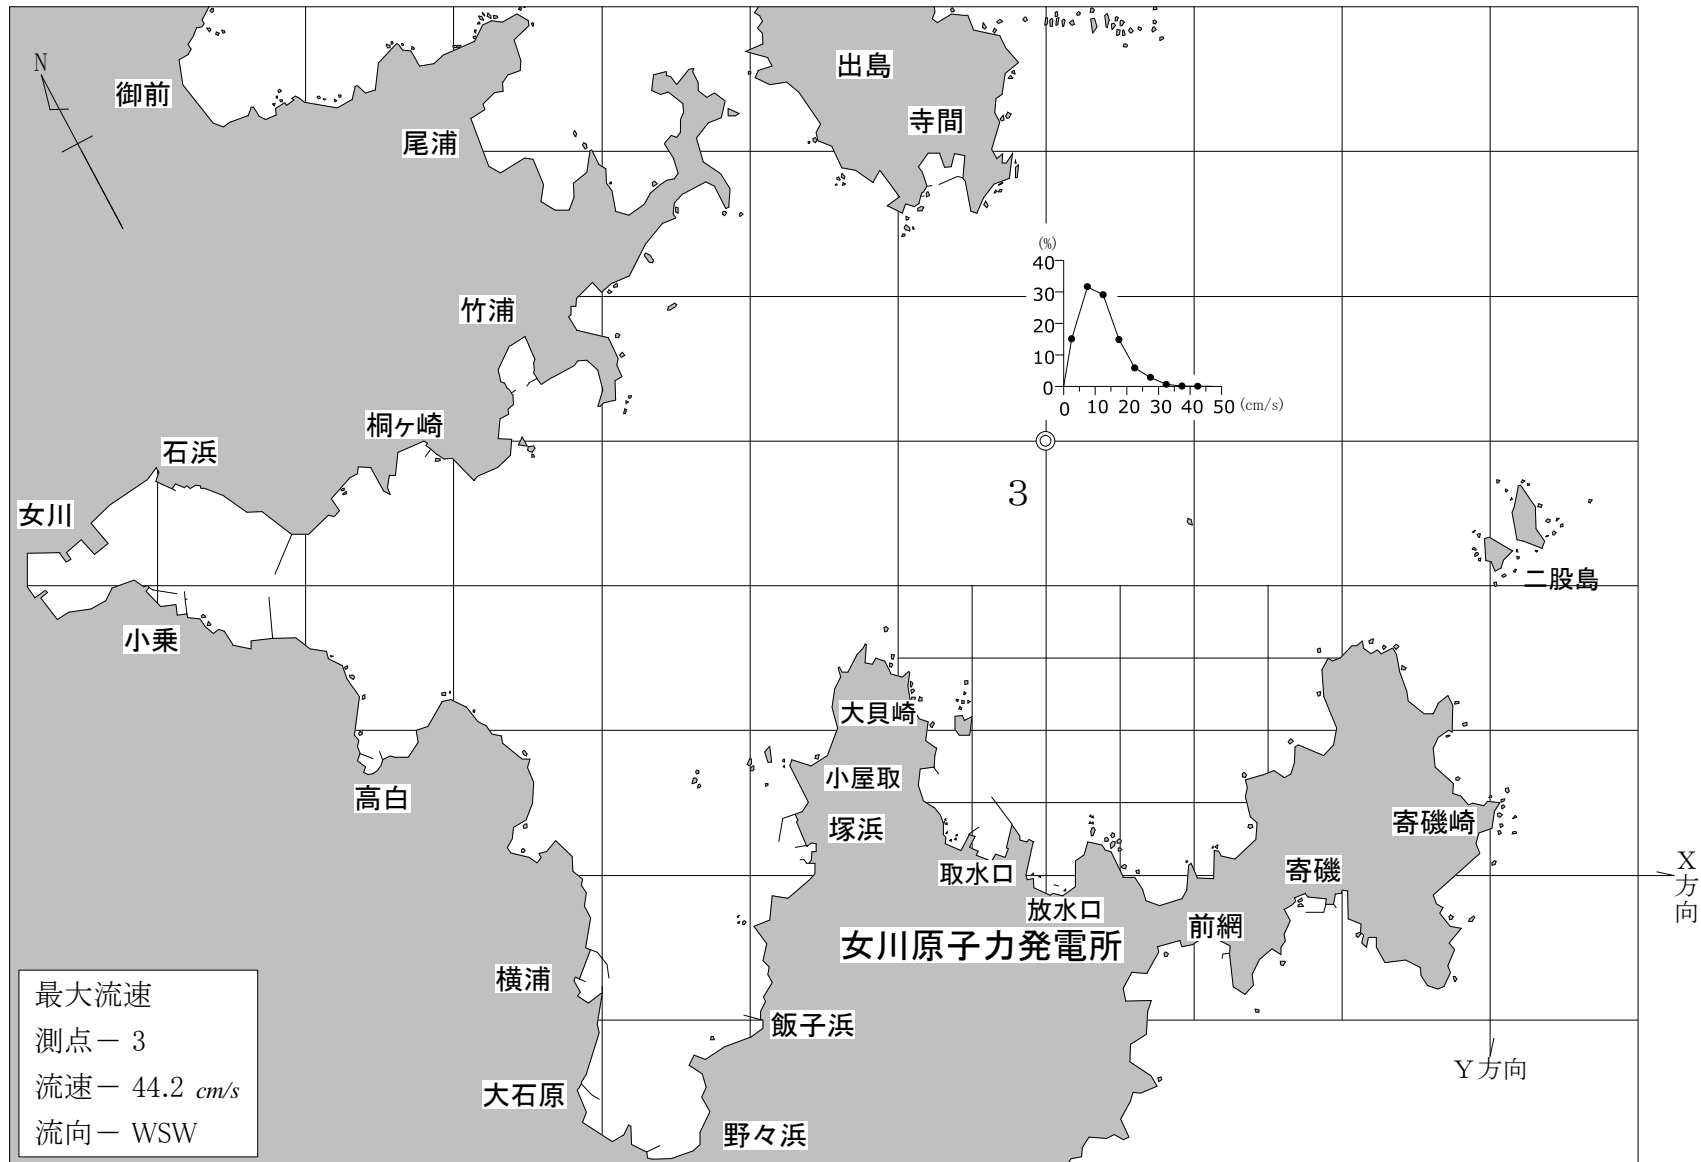 出島
N
御前
寺間
尾浦
(%)
40
30
20
10
0
0 10 20 30 40 50 (cm/s)
竹浦
桐ヶ崎
石浜
3
女川
二股島
小乗
大貝崎
小屋取
高白
塚浜
寄磯崎
取水口
寄磯
X方向
放水口
前網
女川原子力発電所
横浦
飯子浜
Y方向
大石原
野々浜
最大流速
測点－ 3
流速－ 44.2 cm/s
流向－ WSW